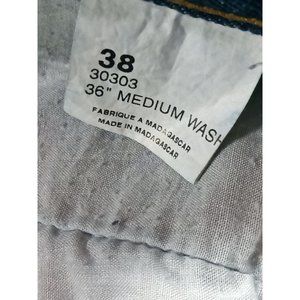 38
30303
36" MEDIUM WASH
FABRIQUE A MADAGASCAR
MADE IN MADAGASCAR